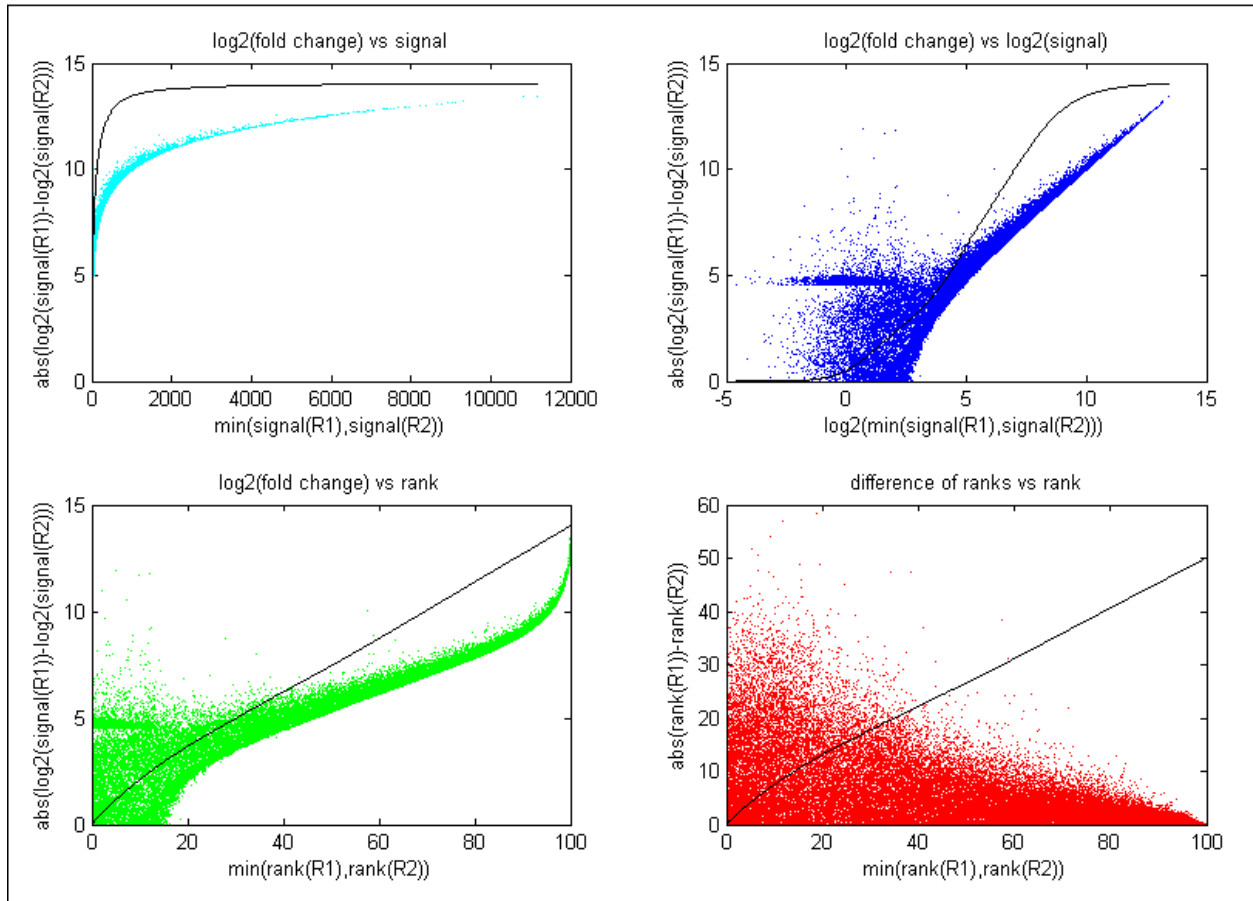 log2(fold change) vs signal
15
10
5
0
abs(log2(signal(R1))-log2(signal(R2)))
0 2000 4000 6000 8000 10000 12000
min(signal(R1),signal(R2))
log2(fold change) vs log2(signal)
15
10
5
0
abs(log2(signal(R1))-log2(signal(R2)))
-5 0 5 10 15
log2(min(signal(R1),signal(R2)))
log2(fold change) vs rank
15
10
5
0
abs(log2(signal(R1))-log2(signal(R2)))
0 20 40 60 80 100
min(rank(R1),rank(R2))
difference of ranks vs rank
60
50
40
30
20
10
0
abs(rank(R1))-rank(R2))
0 20 40 60 80 100
min(rank(R1),rank(R2))